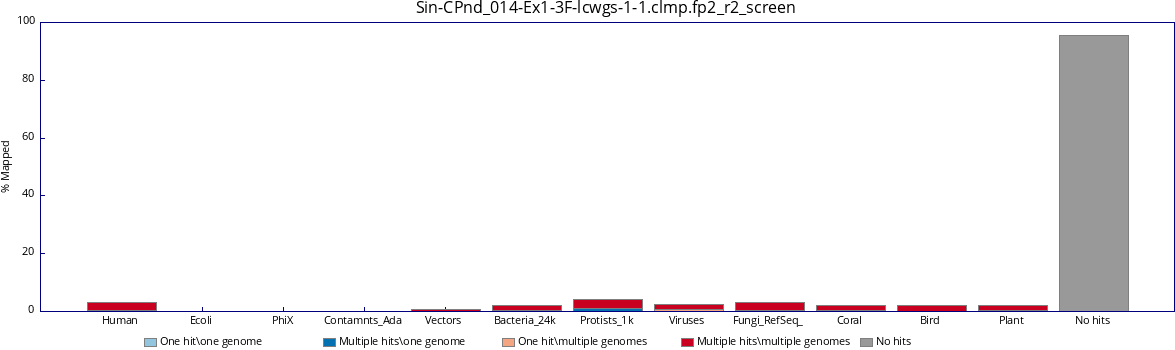 Sin-CPnd_014-Ex1-3F-lcwgs-1-1.clmp.fp2_r2_screen
100
80
60
40
20
0
% Mapped
Human Ecoli PhiX Contamnts_Ada Vectors Bacteria_24k Protists_1k Viruses Fungi_RefSeq_ Coral Bird Plant No hits
One hit\one genome Multiple hits\one genome One hit\multiple genomes Multiple hits\multiple genomes No hits